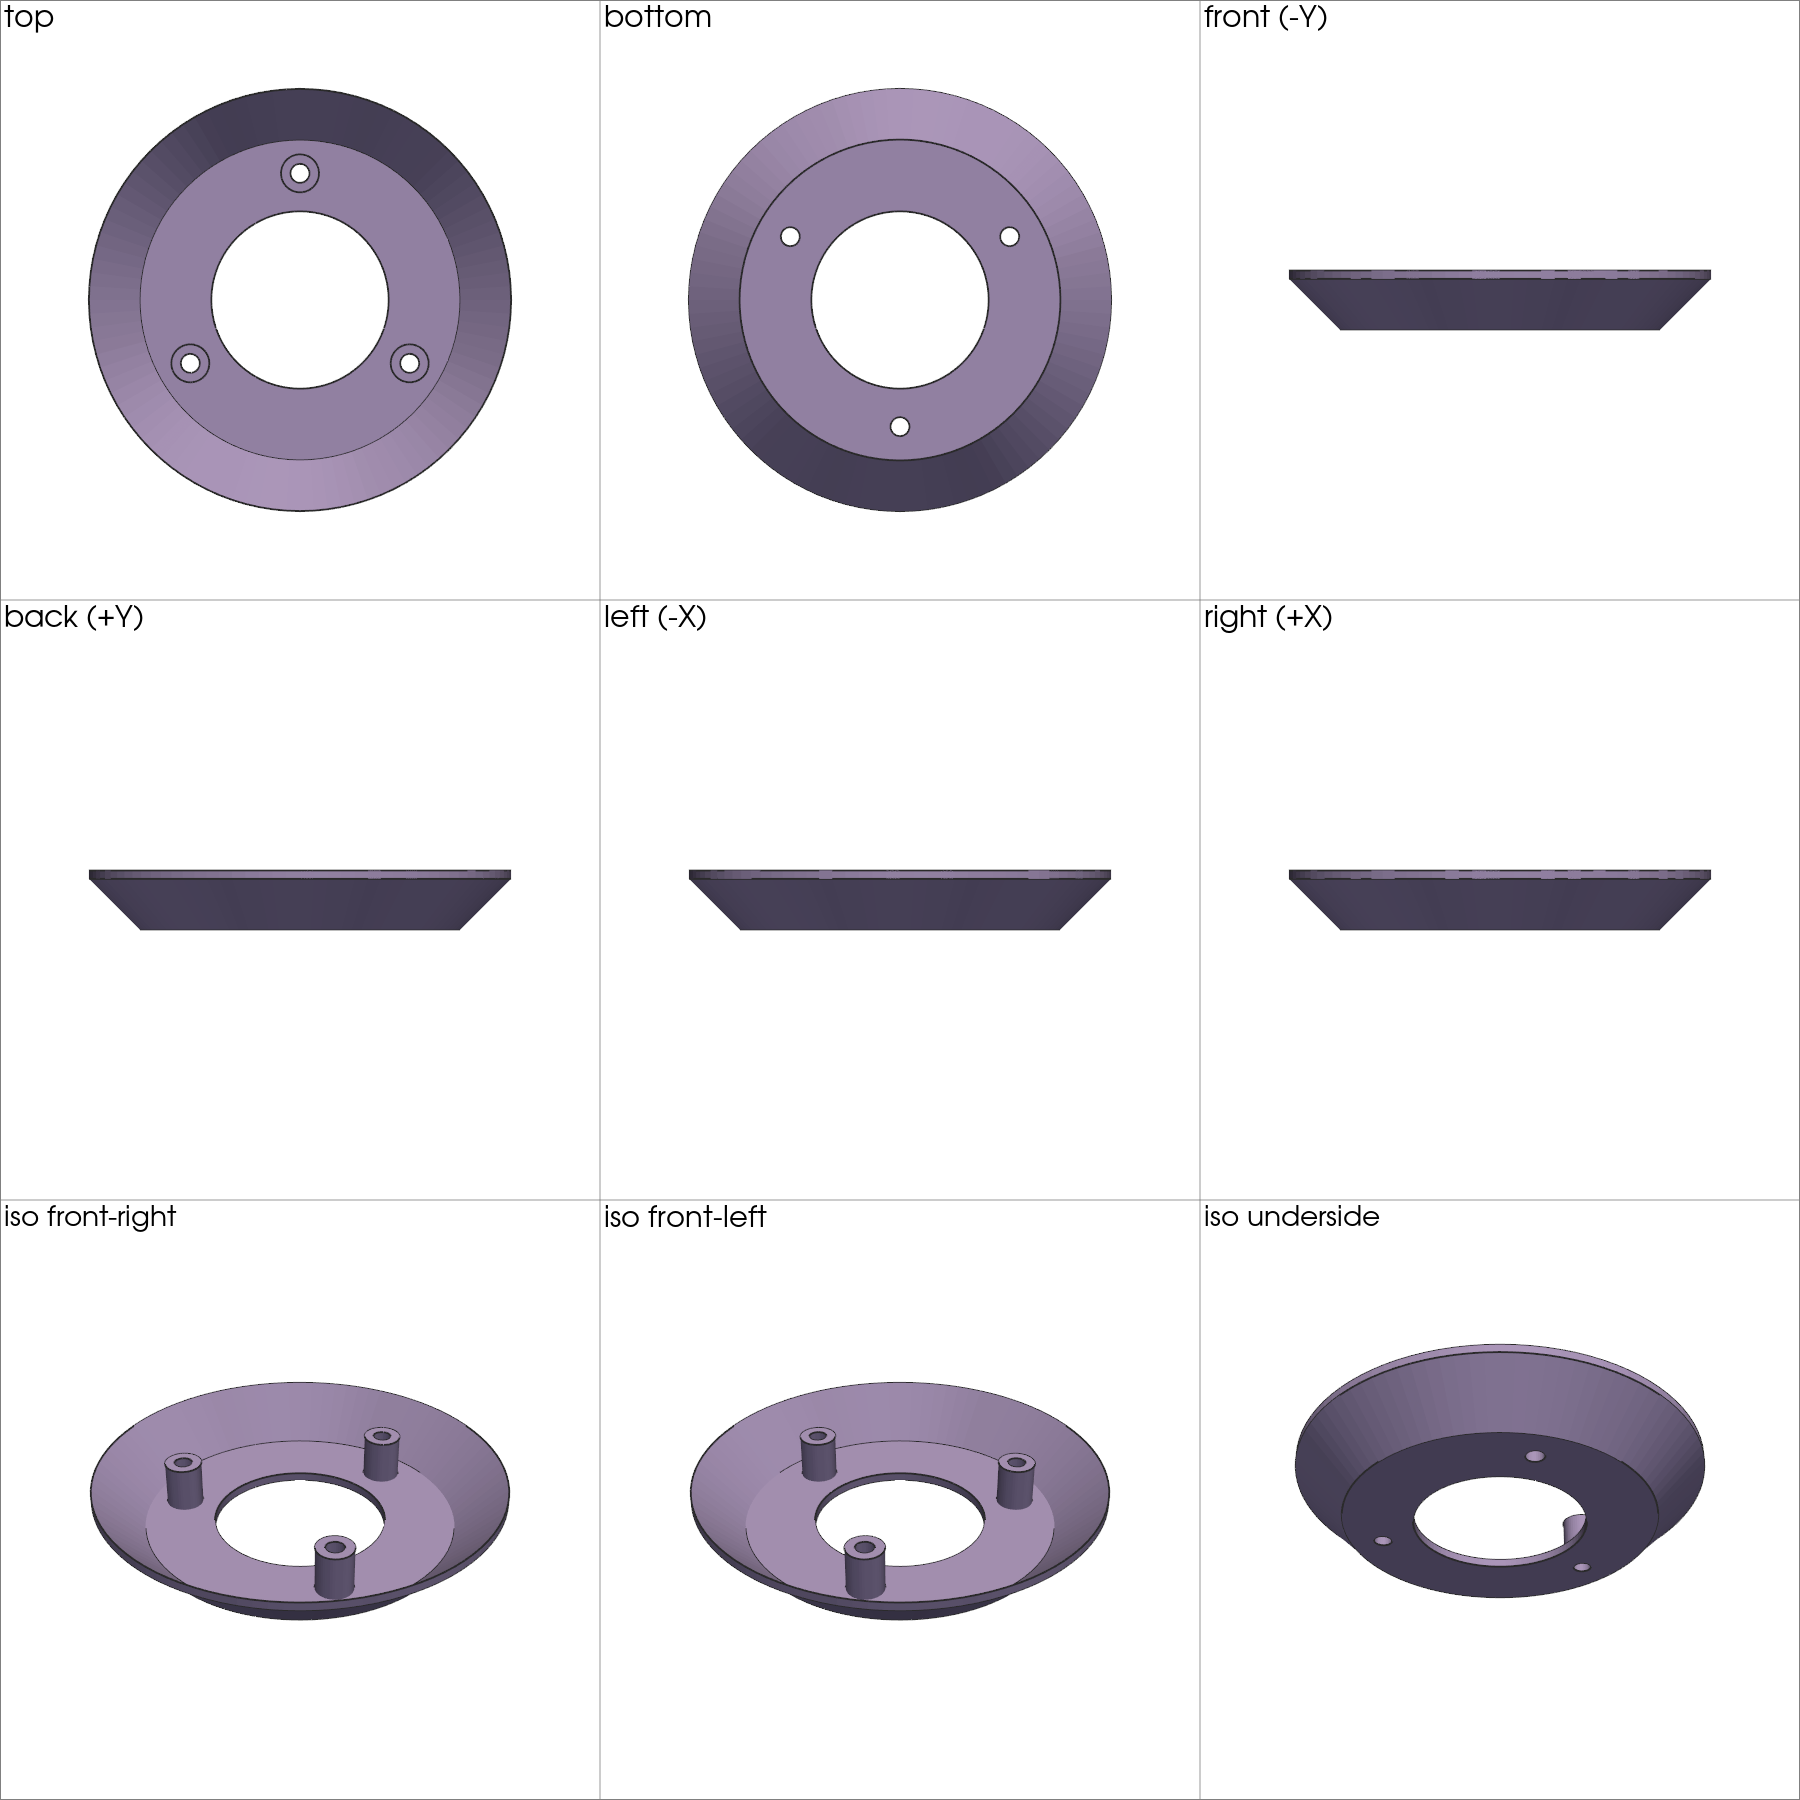 top
bottom
front (-Y)
back (+Y)
left (-X)
right (+X)
iso front-right
iso front-left
iso underside